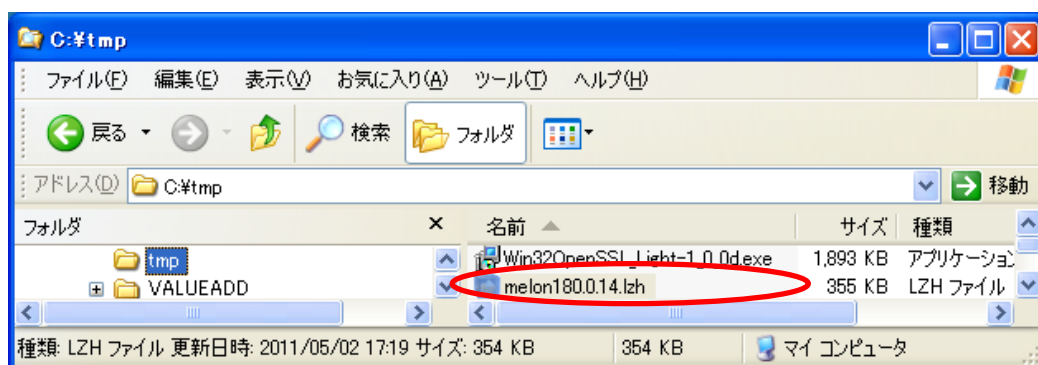 C:¥tmp
ファイル(F) 編集(E) 表示(V) お気に入り(A) ツール(T) ヘルプ(H)
戻る 検索 フォルダ
アドレス(D) C:¥tmp 移動
フォルダ × 名前 サイズ 種類
tmp Win32OpenSSL_Light-1_0_0d.exe 1,893 KB アプリケーション
VALUEADD melon180.0.14.lzh 355 KB LZH ファイル
種類: LZH ファイル 更新日時: 2011/05/02 17:19 サイズ: 354 KB 354 KB マイ コンピュータ